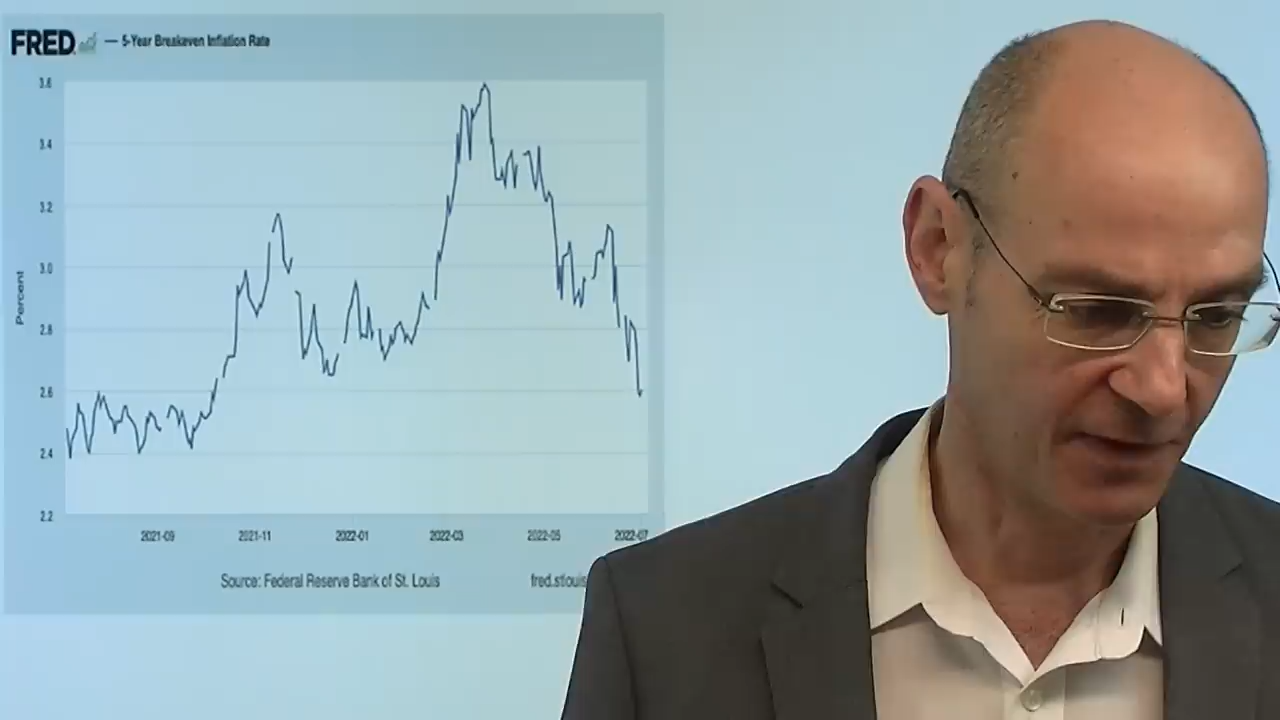 FRED — 5-Year Breakeven Inflation Rate
3.6
3.4
3.2
3.0
2.8
2.6
2.4
2.2
Percent
2021-09 2021-11 2022-01 2022-03 2022-05 2022-07
Source: Federal Reserve Bank of St. Louis fred.stlouis